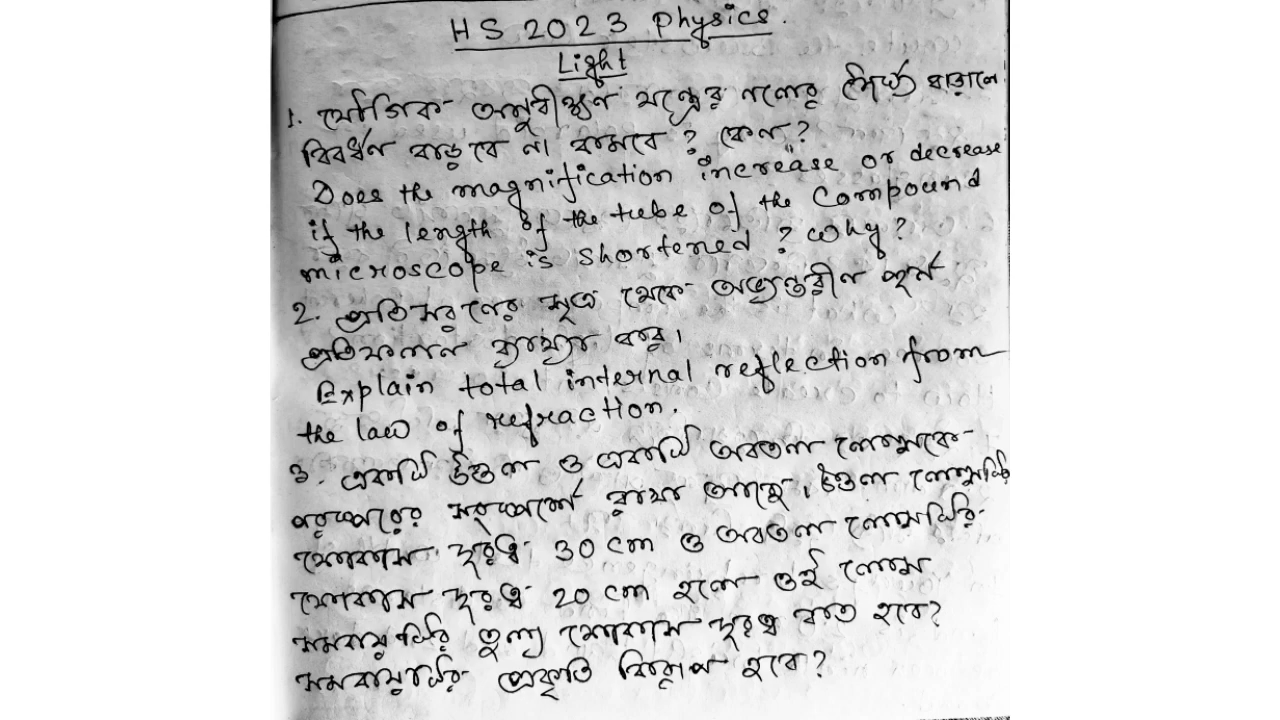 HS 2023 Physics.
Light
1. যৌগিক অনুবীক্ষণ যন্ত্রের নলের দৈর্ঘ্য কমালে
বিবর্ধন বাড়বে না কমবে? কেন?
Does the magnification increase or decrease
if the length of the tube of the Compound
microscope is shortened? Why?
2. প্রতিসরণের সূত্র থেকে অভ্যন্তরীণ পূর্ণ
প্রতিফলন ব্যাখ্যা কর।
Explain total internal reflection from
the law of refraction.
3. একটি উত্তল ও একটি অবতল লেন্সকে
পরস্পরের সংস্পর্শে রাখা আছে। উত্তল লেন্সটির
ফোকাস দূরত্ব 30 cm ও অবতল লেন্সটির
ফোকাস দূরত্ব 20 cm হলে ওই লেন্স
সমবায়টির তুল্য ফোকাস দূরত্ব কত হবে?
সমবায়টির প্রকৃতি কিরূপ হবে?